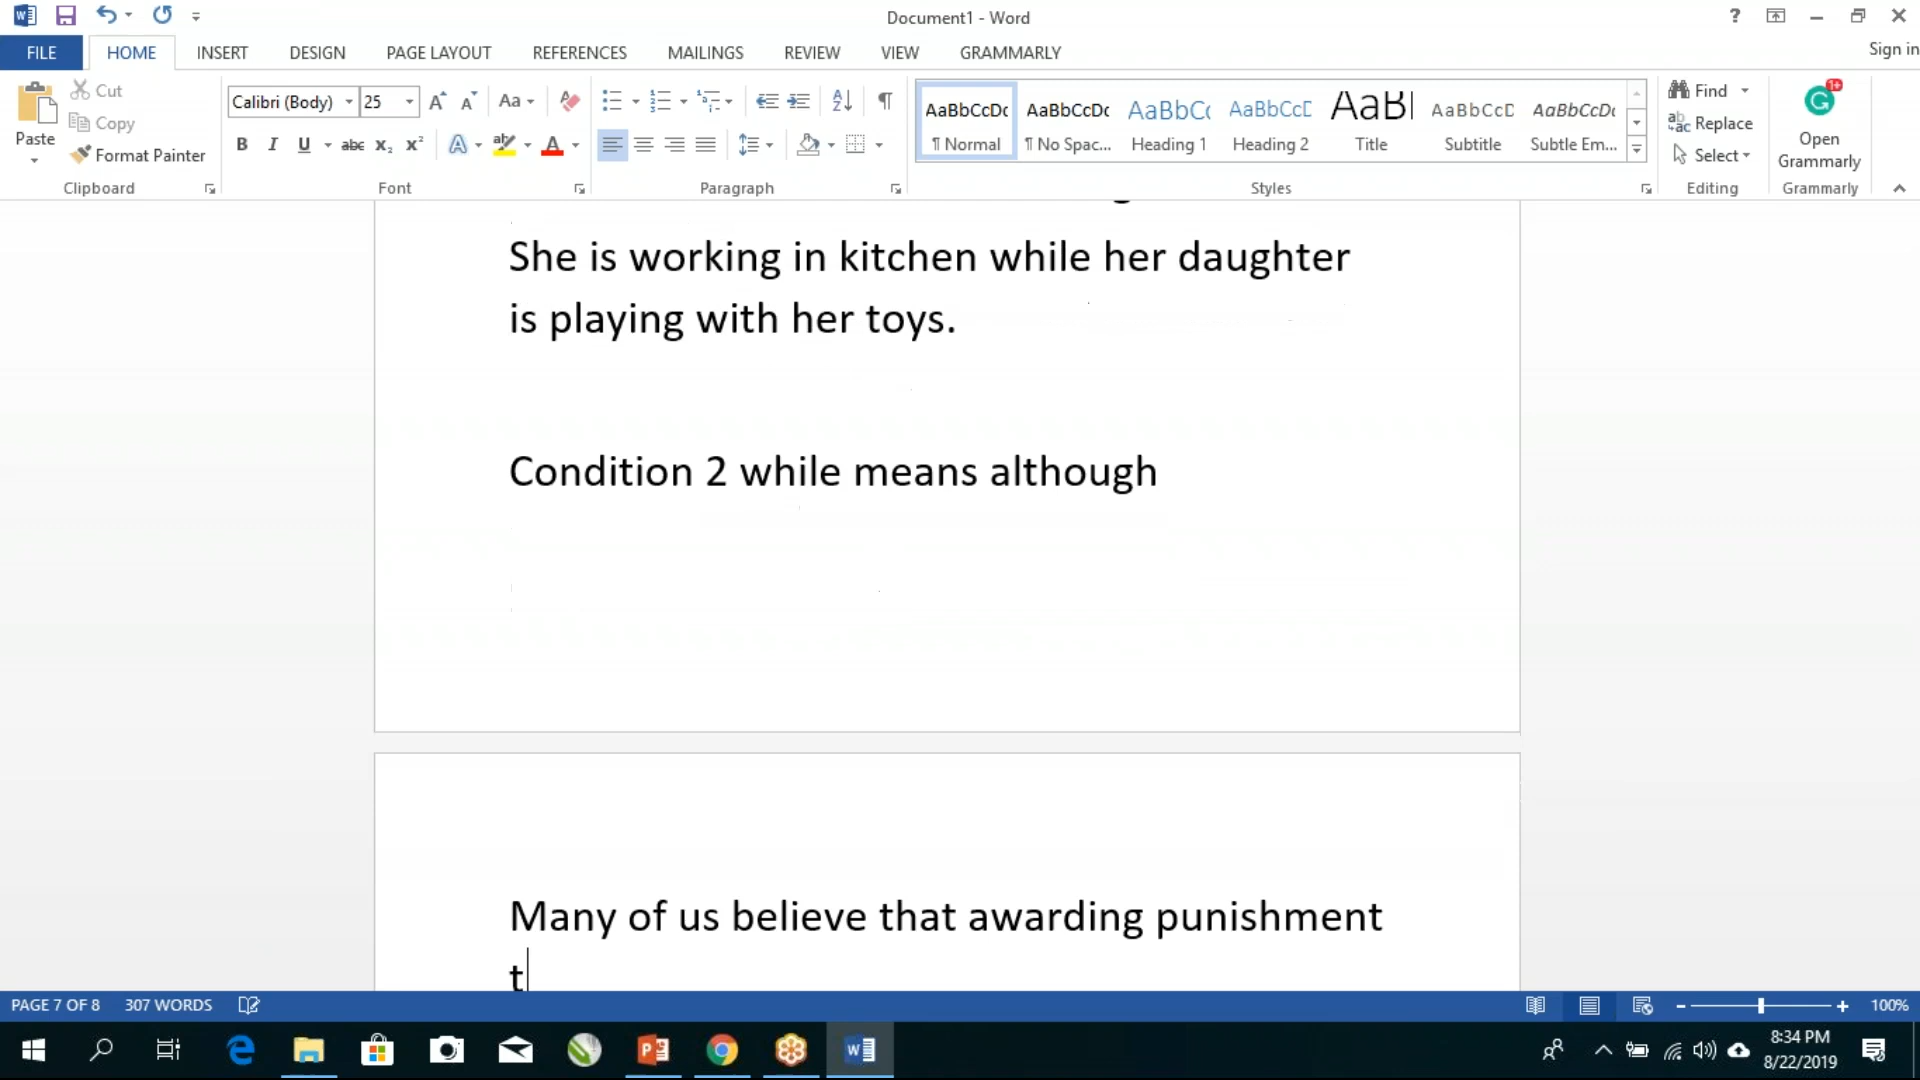 Document1 - Word
?
FILE
HOME
INSERT
DESIGN
PAGE LAYOUT
REFERENCES
MAILINGS
REVIEW
VIEW
GRAMMARLY
Sign in
Paste
Cut
Copy
Format Painter
Clipboard
Calibri (Body)
25
Font
Paragraph
AaBbCcDc
¶ Normal
AaBbCcDc
¶ No Spac...
AaBbCc
Heading 1
AaBbCcD
Heading 2
AaBl
Title
AaBbCcD
Subtitle
AaBbCcDc
Subtle Em...
Styles
Find
Replace
Select
Editing
Open
Grammarly
Grammarly
She is working in kitchen while her daughter
is playing with her toys.
Condition 2 while means although
Many of us believe that awarding punishment
t
PAGE 7 OF 8
307 WORDS
100%
8:34 PM
8/22/2019